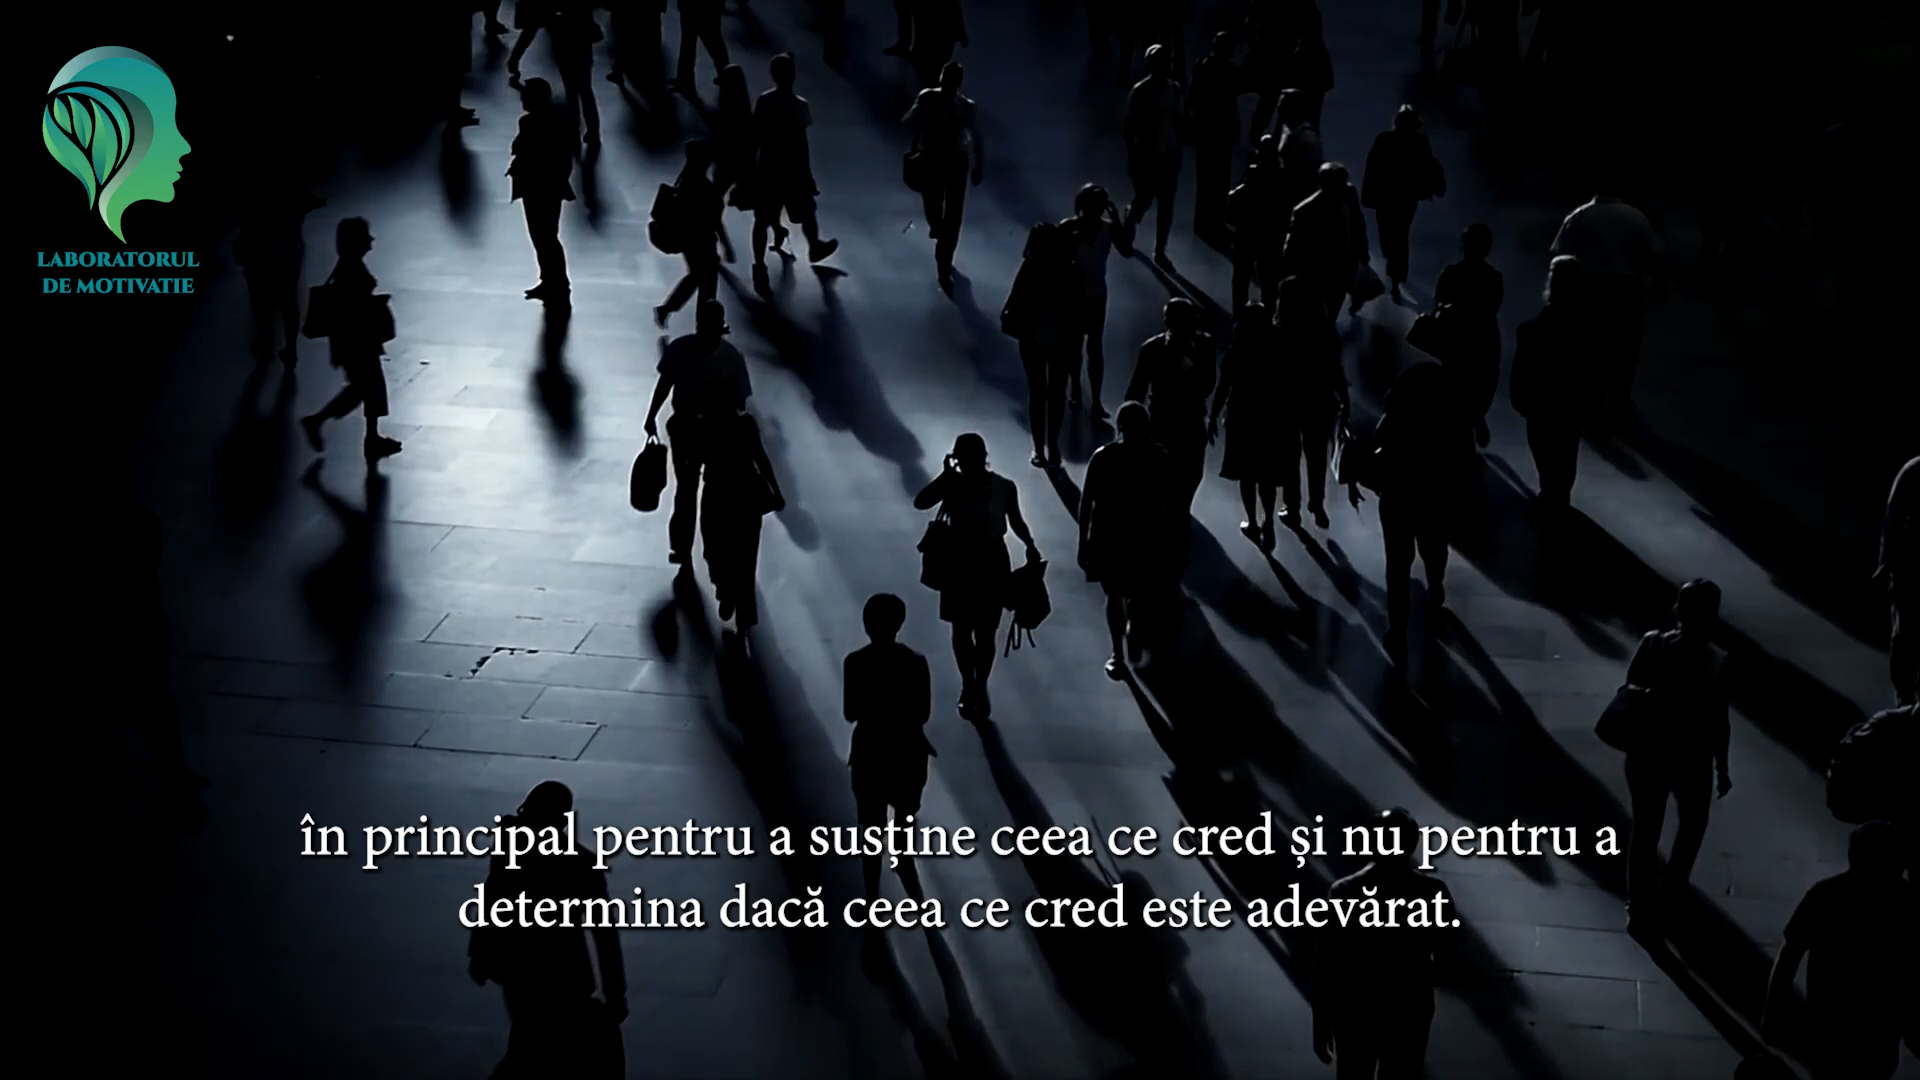 LABORATORUL
DE MOTIVATIE
în principal pentru a susține ceea ce cred și nu pentru a
determina dacă ceea ce cred este adevărat.